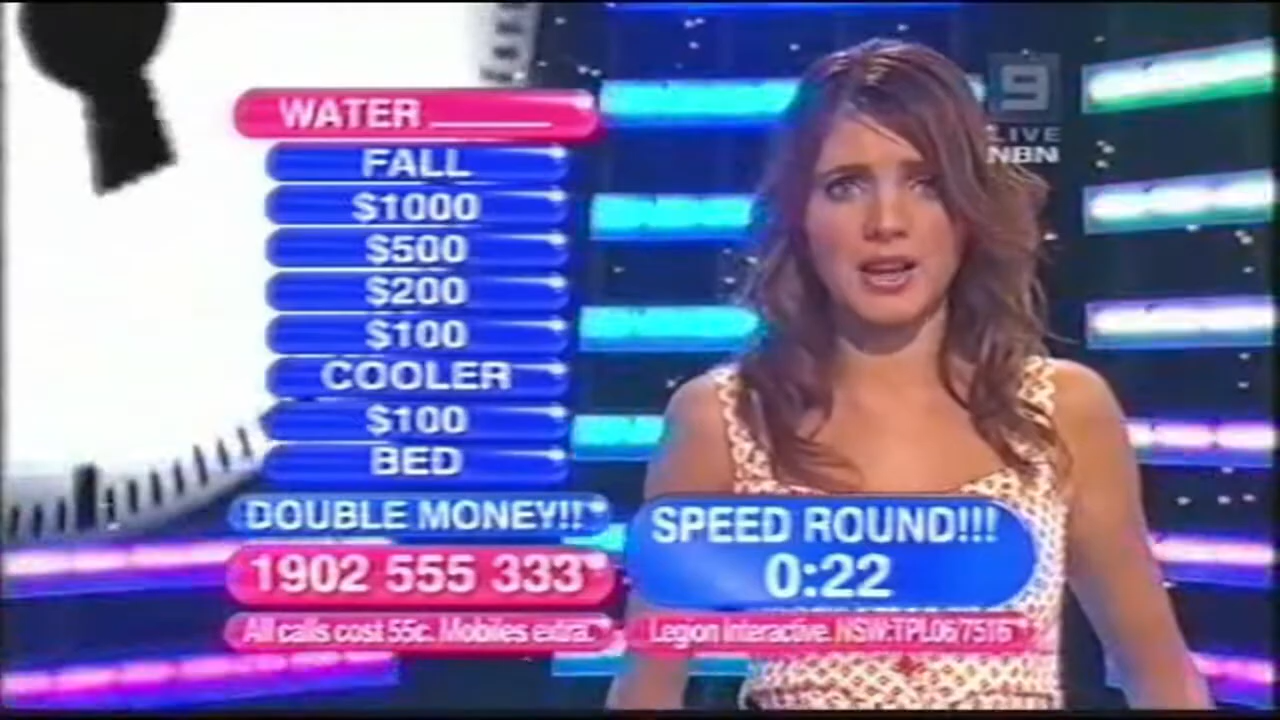 WATER ______
FALL
$1000
$500
$200
$100
COOLER
$100
BED
DOUBLE MONEY!!
1902 555 333
All calls cost 55c. Mobiles extra.
9
LIVE
NBN
SPEED ROUND!!!
0:22
Legion Interactive. NSW:TPL06/7516